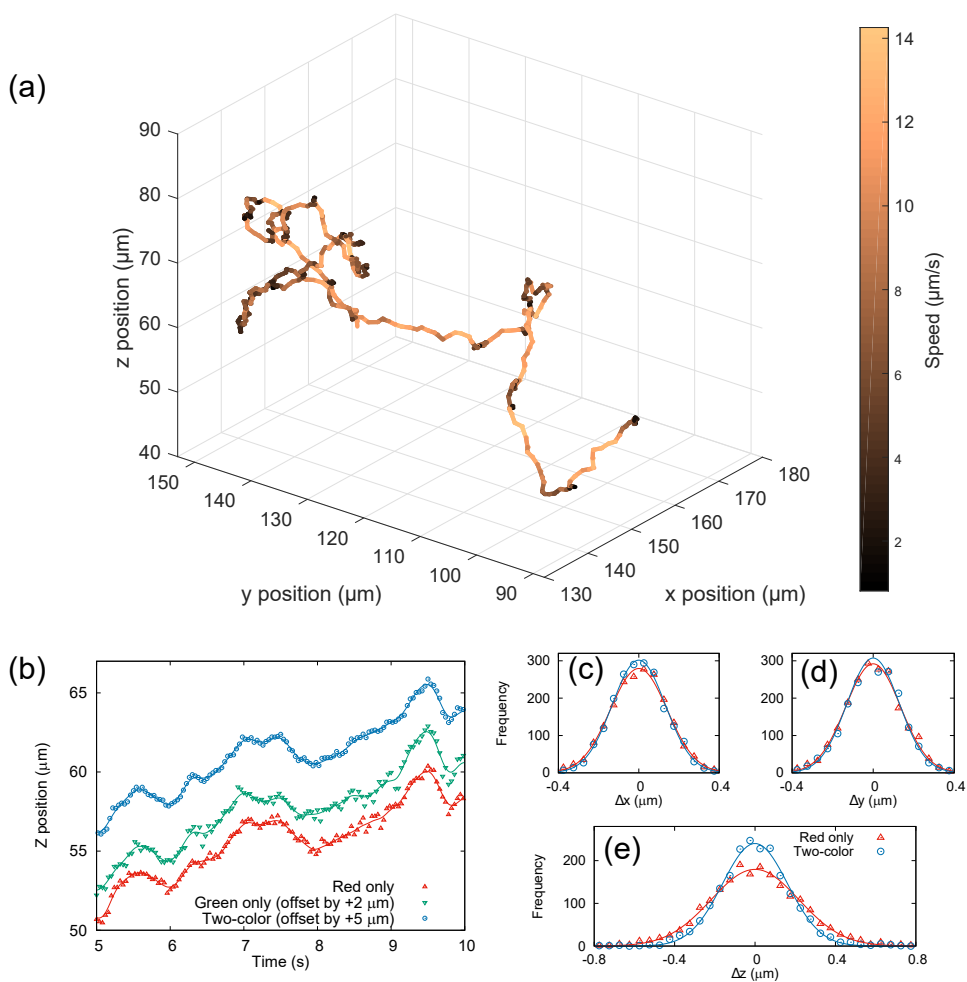 (a)
90
80
70
60
50
40
z position (µm)
150
140
130
120
110
100
90
y position (µm)
130
140
150
160
170
180
x position (µm)
14
12
10
8
6
4
2
Speed (µm/s)
(b)
65
60
55
50
Z position (µm)
Red only
Green only (offset by +2 µm)
Two-color (offset by +5 µm)
5 6 7 8 9 10
Time (s)
(c)
300
200
100
0
Frequency
-0.4 0 0.4
Δx (µm)
(d)
300
200
100
0
-0.4 0 0.4
Δy (µm)
(e)
Red only
Two-color
200
100
0
Frequency
-0.8 -0.4 0 0.4 0.8
Δz (µm)